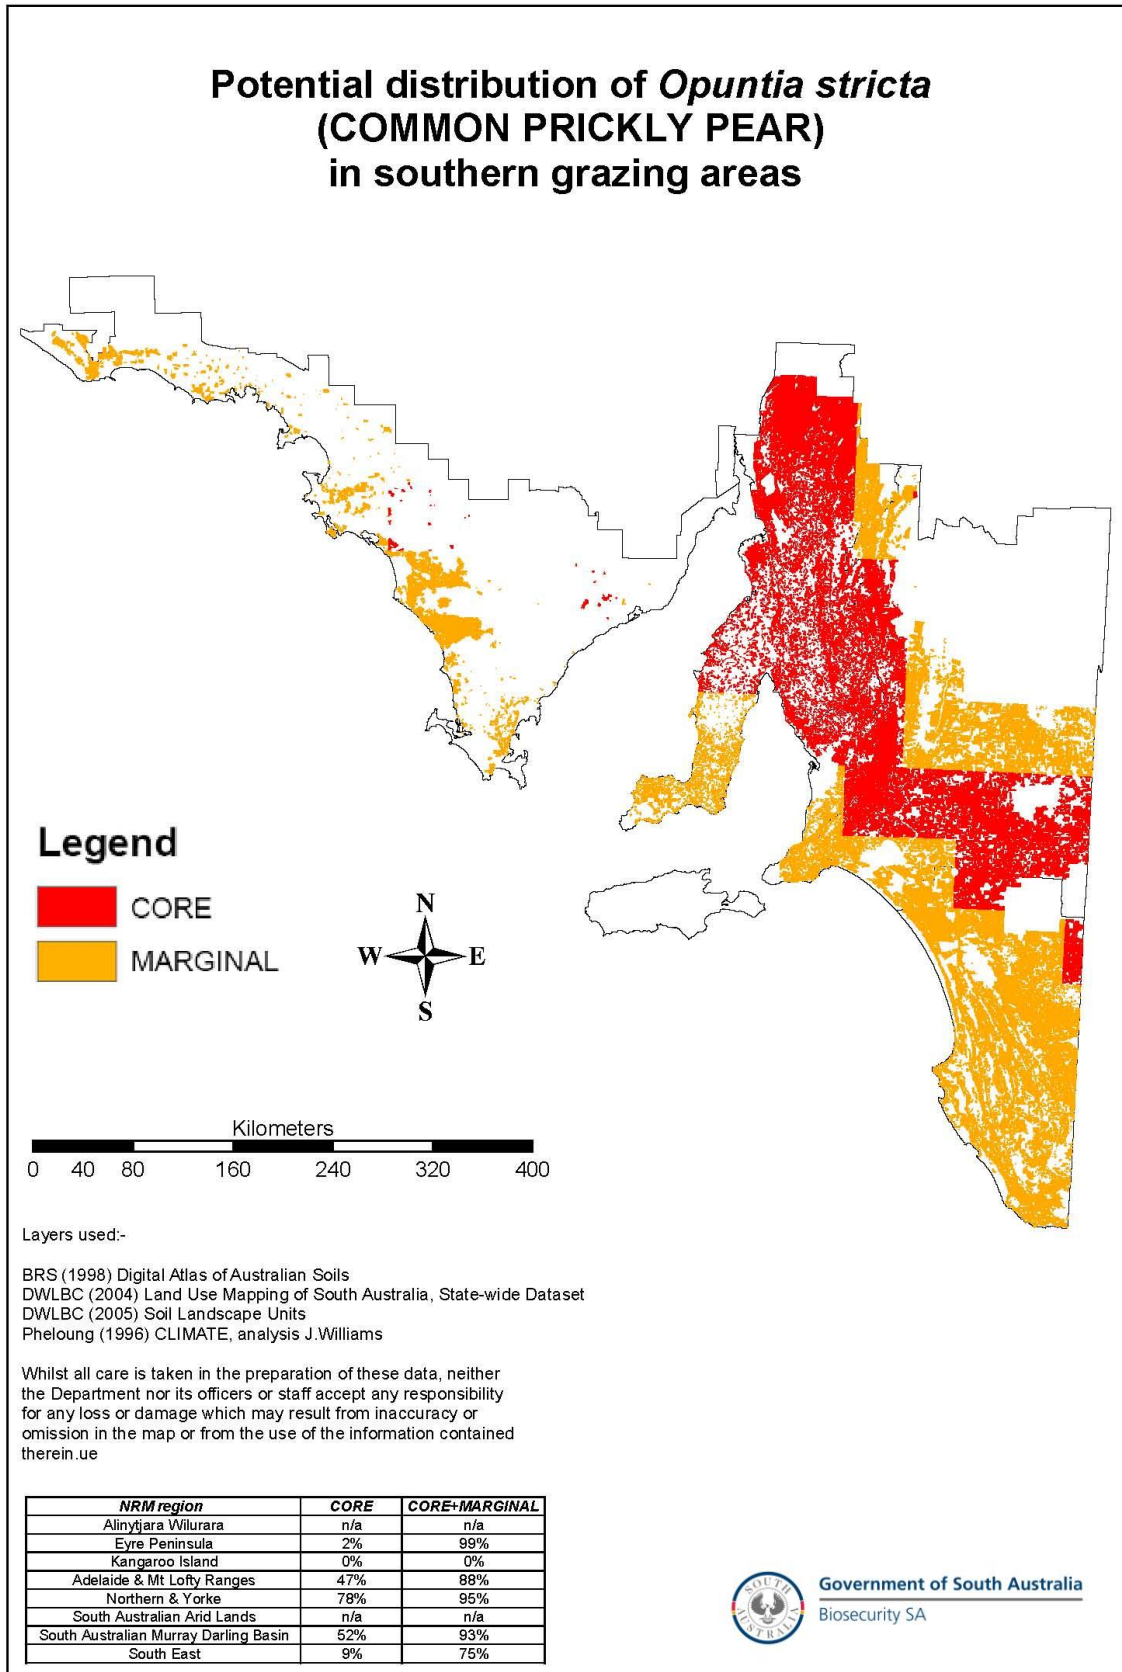 Potential distribution of Opuntia stricta
(COMMON PRICKLY PEAR)
in southern grazing areas
Legend
CORE
MARGINAL
N
W E
S
Kilometers
0 40 80 160 240 320 400
Layers used:-
BRS (1998) Digital Atlas of Australian Soils
DWLBC (2004) Land Use Mapping of South Australia, State-wide Dataset
DWLBC (2005) Soil Landscape Units
Pheloung (1996) CLIMATE, analysis J.Williams
Whilst all care is taken in the preparation of these data, neither
the Department nor its officers or staff accept any responsibility
for any loss or damage which may result from inaccuracy or
omission in the map or from the use of the information contained
therein.ue
NRM region CORE CORE+MARGINAL
Alinytjara Wilurara n/a n/a
Eyre Peninsula 2% 99%
Kangaroo Island 0% 0%
Adelaide & Mt Lofty Ranges 47% 88%
Northern & Yorke 78% 95%
South Australian Arid Lands n/a n/a
South Australian Murray Darling Basin 52% 93%
South East 9% 75%
SOUTH AUSTRALIA
Government of South Australia
Biosecurity SA